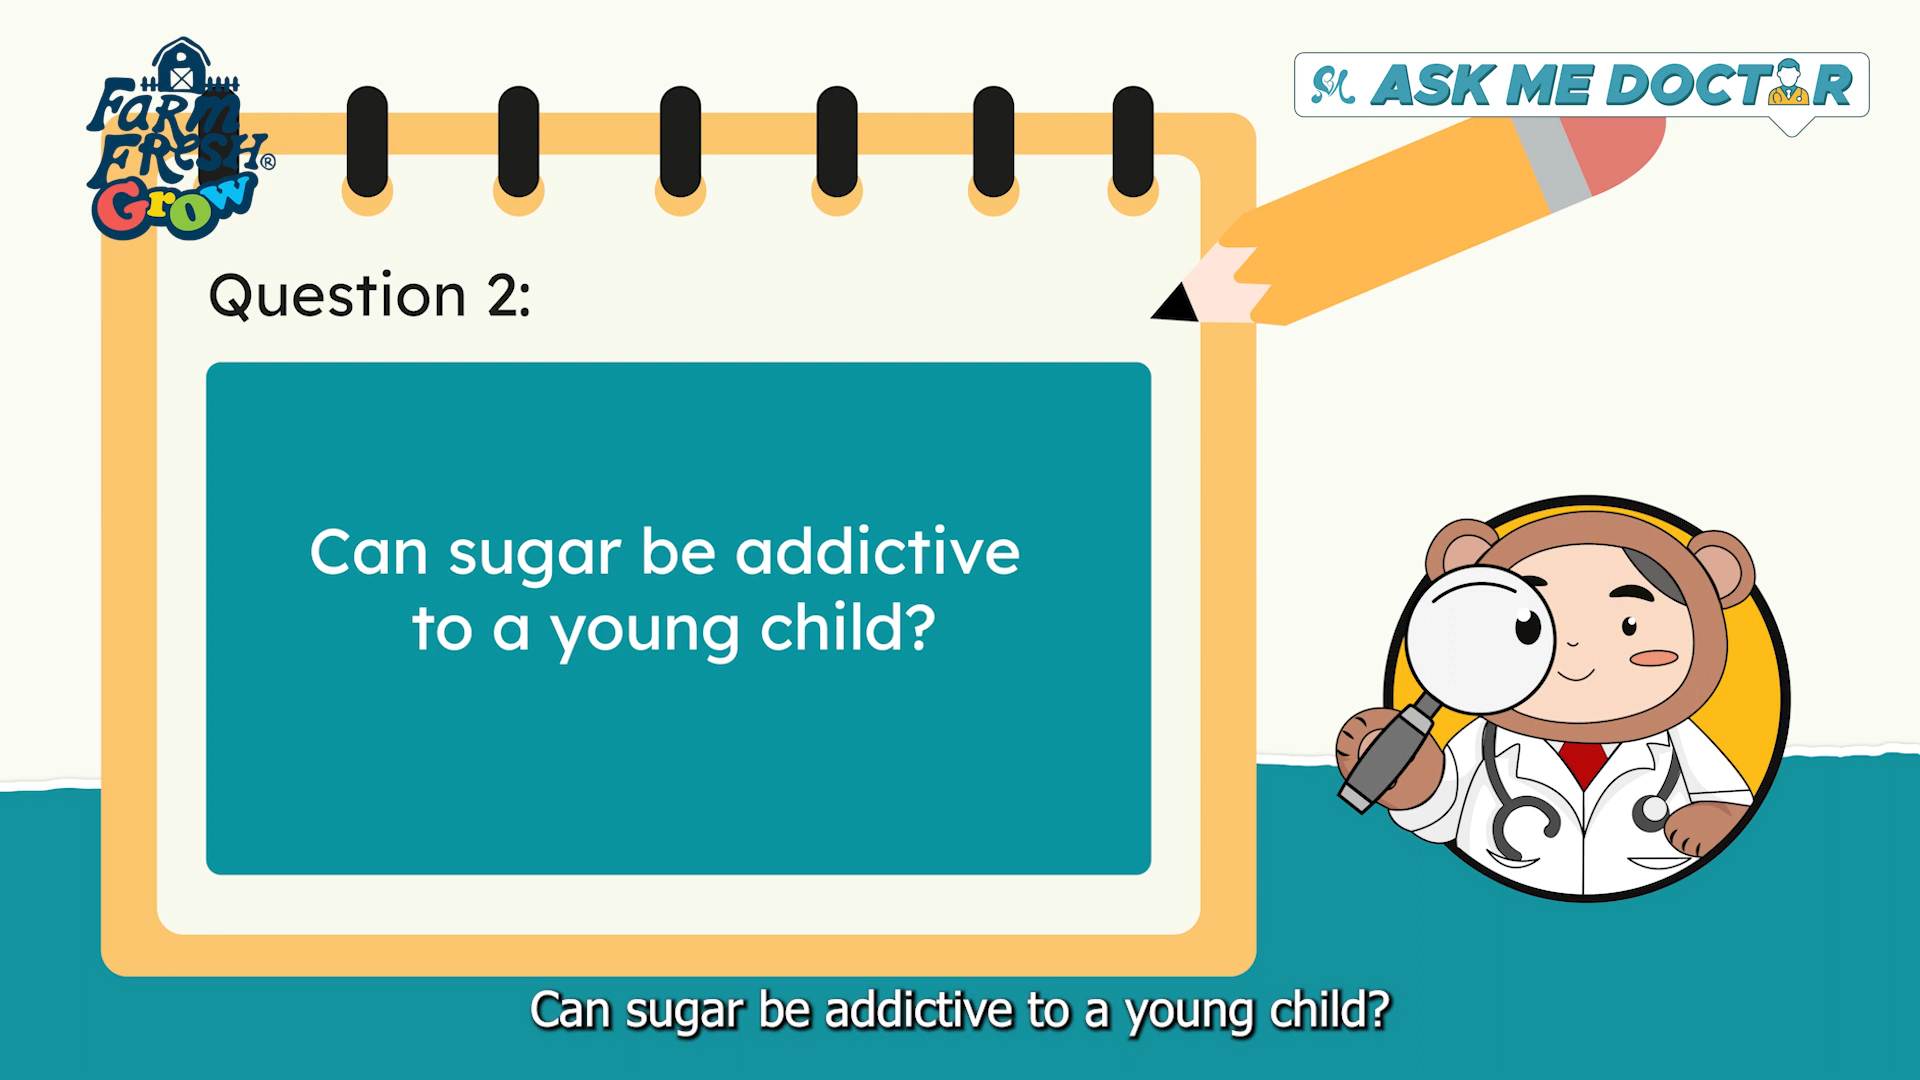 FaRm
FResH®
Grow
ASK ME DOCTOR
Question 2:
Can sugar be addictive
to a young child?
Can sugar be addictive to a young child?